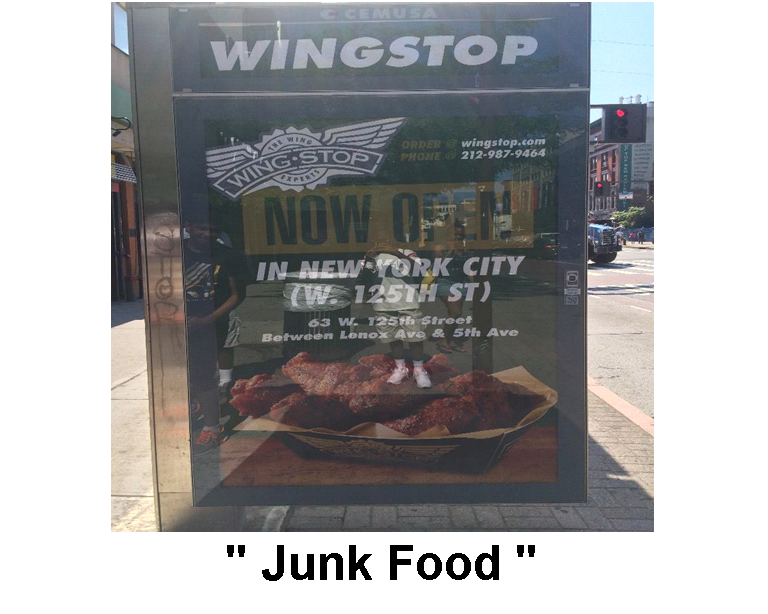 C CEMUSA
WINGSTOP
THE WING
WING·STOP
EXPERTS
ORDER @ wingstop.com
PHONE @ 212-987-9464
NOW OPEN
IN NEW YORK CITY
(W. 125TH ST)
63 W. 125th Street
Between Lenox Ave & 5th Ave
" Junk Food "